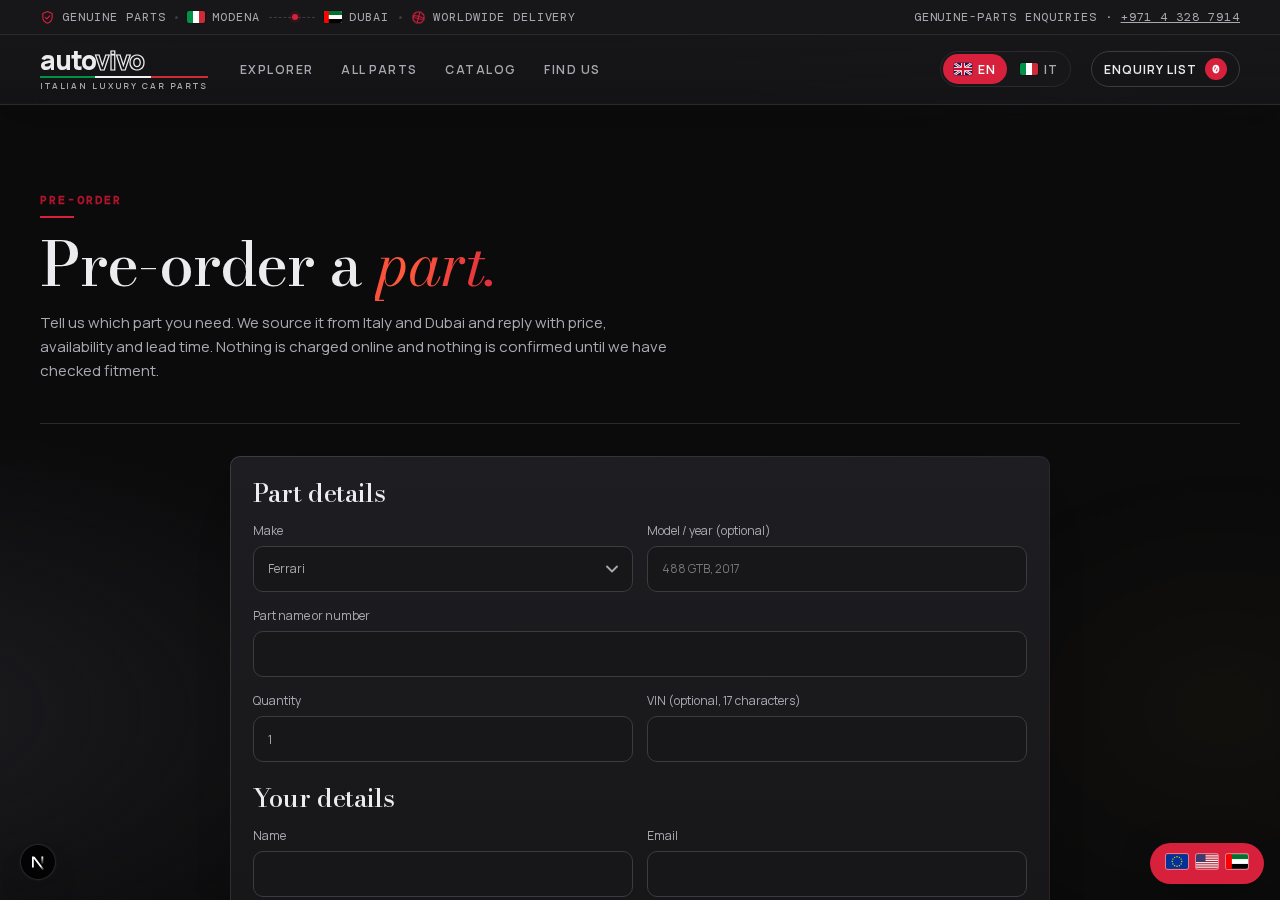 GENUINE PARTS • MODENA DUBAI • WORLDWIDE DELIVERY
GENUINE-PARTS ENQUIRIES · +971 4 328 7914
autovivo
ITALIAN LUXURY CAR PARTS
EXPLORER ALL PARTS CATALOG FIND US
EN IT
ENQUIRY LIST 0
PRE-ORDER
Pre-order a part.
Tell us which part you need. We source it from Italy and Dubai and reply with price,
availability and lead time. Nothing is charged online and nothing is confirmed until we have
checked fitment.
Part details
Make Model / year (optional)
Ferrari 488 GTB, 2017
Part name or number
Quantity VIN (optional, 17 characters)
1
Your details
Name Email
N